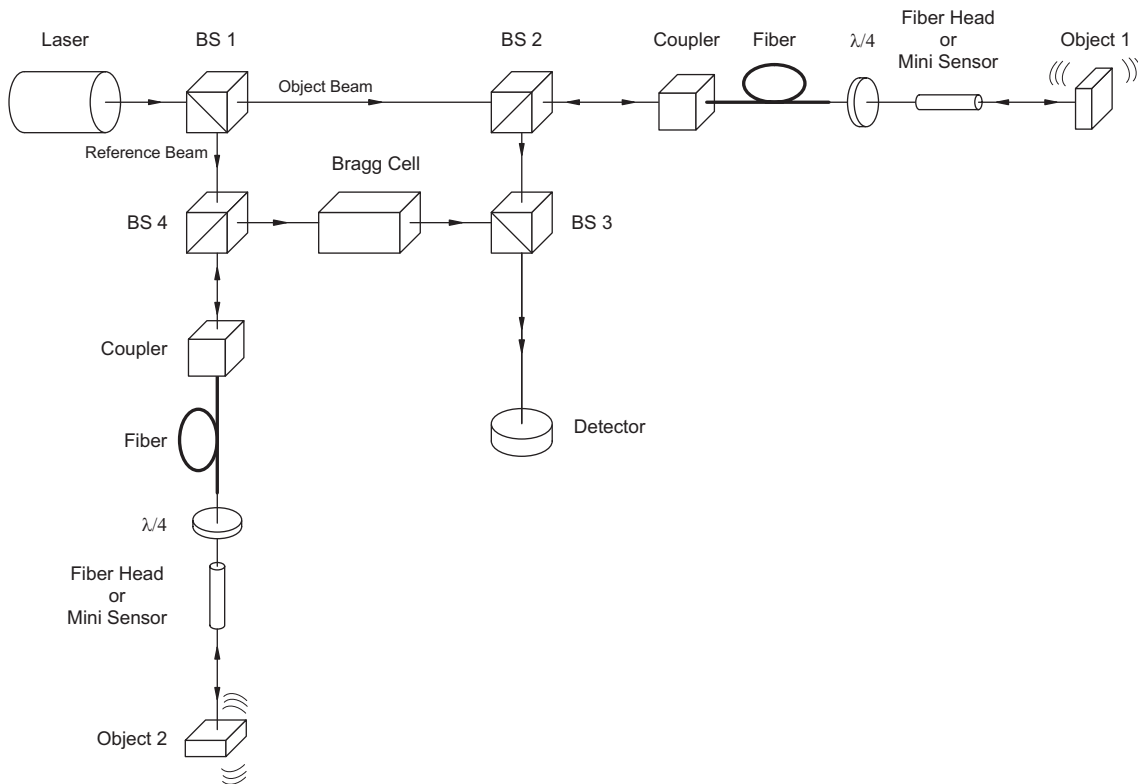 Laser
BS 1
BS 2
Coupler
Fiber
λ/4
Fiber Head
or
Mini Sensor
Object 1
Object Beam
Reference Beam
Bragg Cell
BS 4
BS 3
Coupler
Detector
Fiber
λ/4
Fiber Head
or
Mini Sensor
Object 2